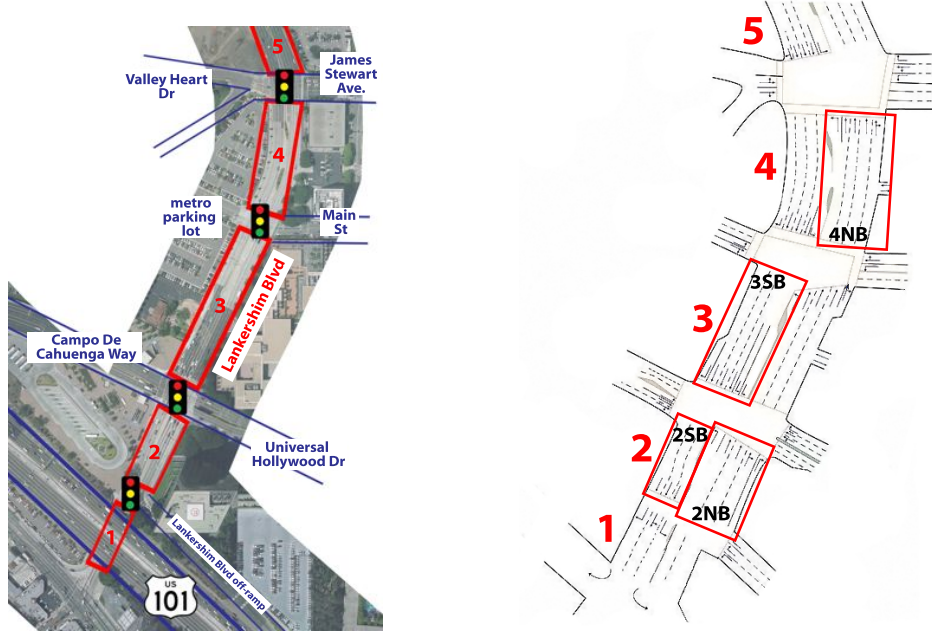 5
James
Stewart
Ave.
Valley Heart
Dr
4
metro
parking
lot
Main
St
3
Lankershim Blvd
Campo De
Cahuenga Way
2
Universal
Hollywood Dr
1
Lankershim Blvd off-ramp
US
101
5
4
4NB
3SB
3
2SB
2
2NB
1